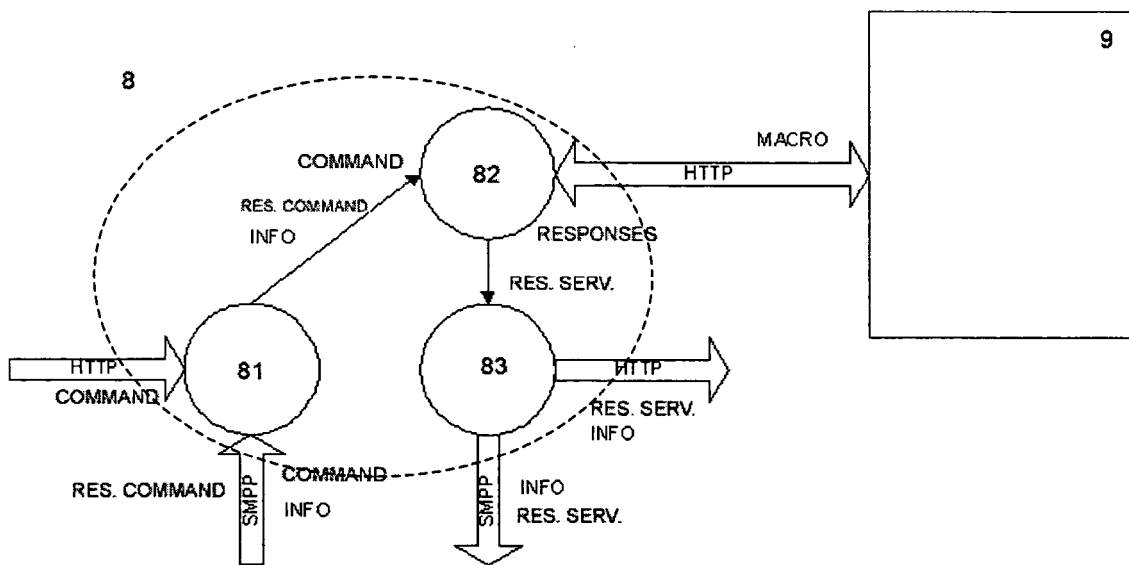 9
8
MACRO
COMMAND
82
HTTP
RES. COMMAND
INFO
RESPONSES
RES. SERV.
81
83
HTTP
COMMAND
HTTP
RES. SERV.
INFO
RES. COMMAND
SMPP
COMMAND
INFO
SMPP
INFO
RES. SERV.